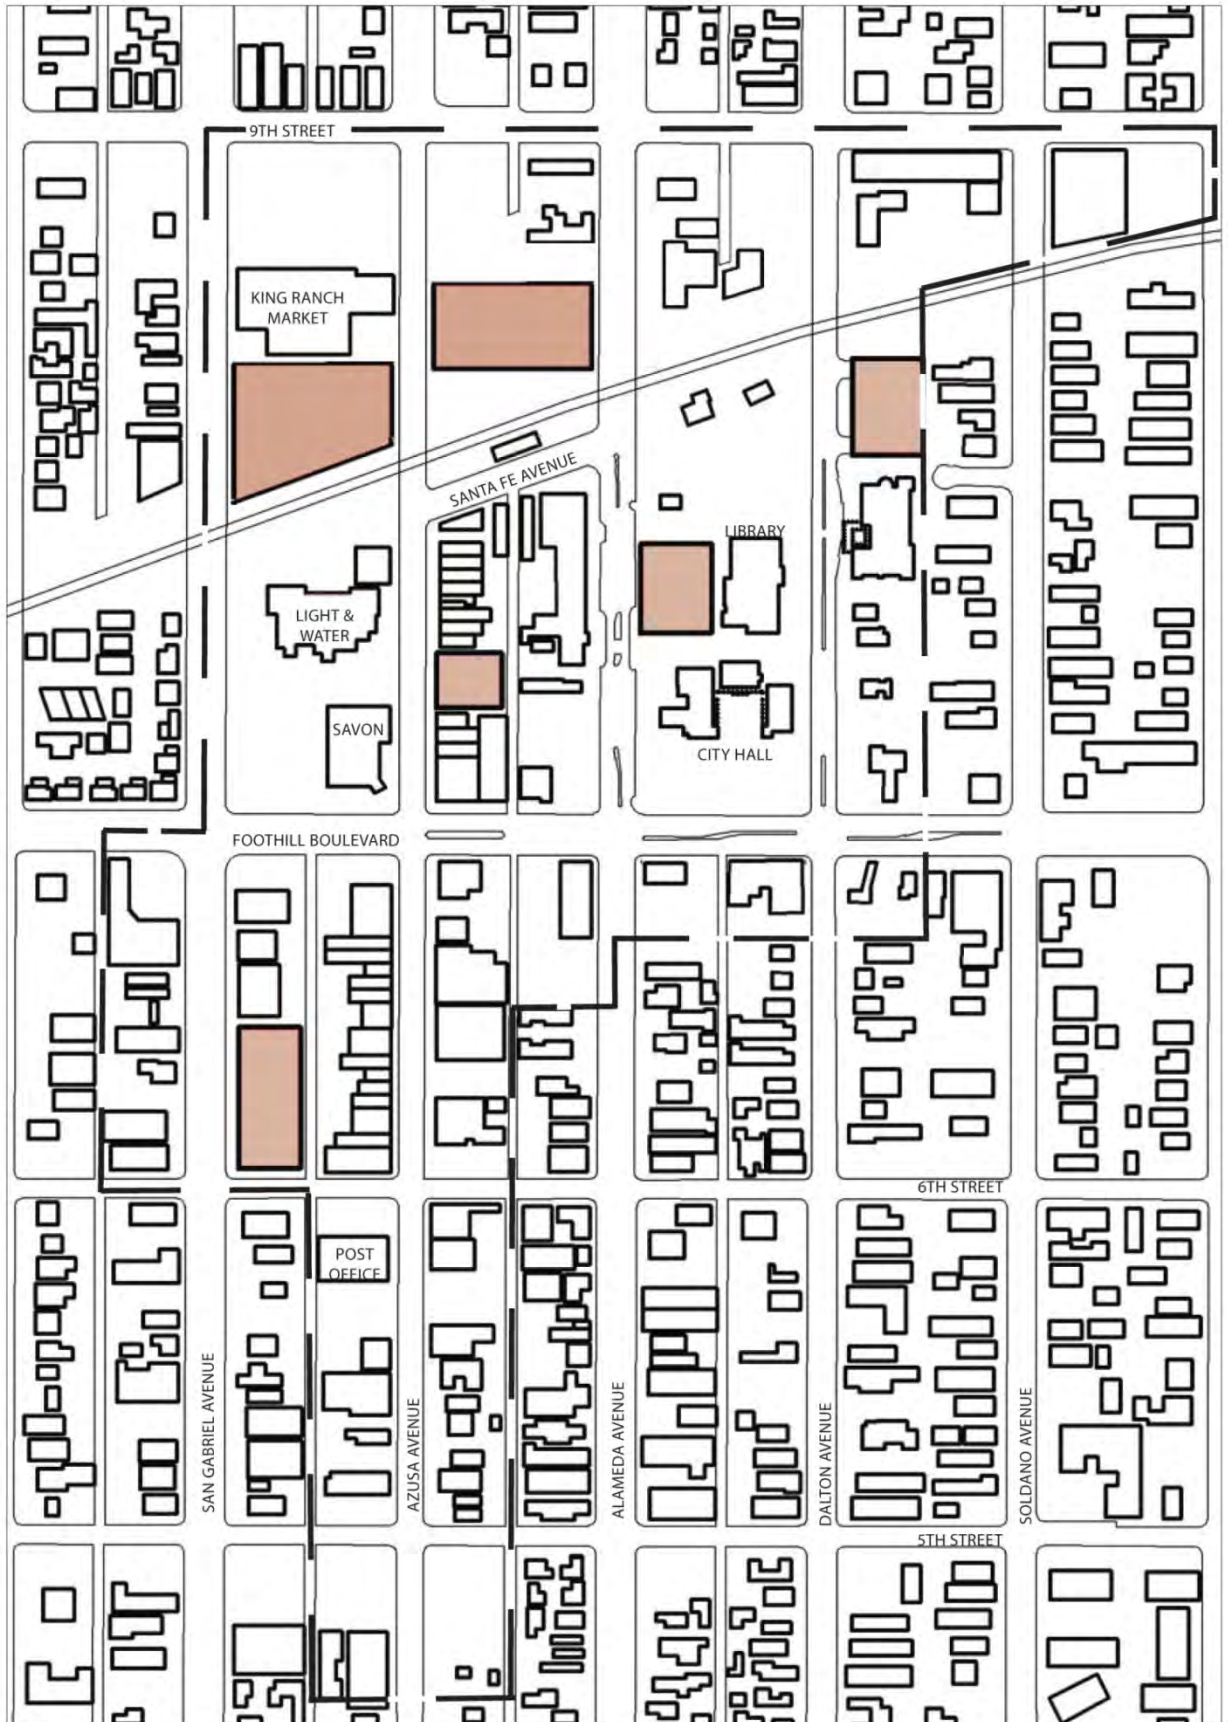 9TH STREET
KING RANCH
MARKET
SANTA FE AVENUE
LIBRARY
LIGHT &
WATER
SAVON
CITY HALL
FOOTHILL BOULEVARD
6TH STREET
POST
OFFICE
SAN GABRIEL AVENUE
AZUSA AVENUE
ALAMEDA AVENUE
DALTON AVENUE
SOLDANO AVENUE
5TH STREET